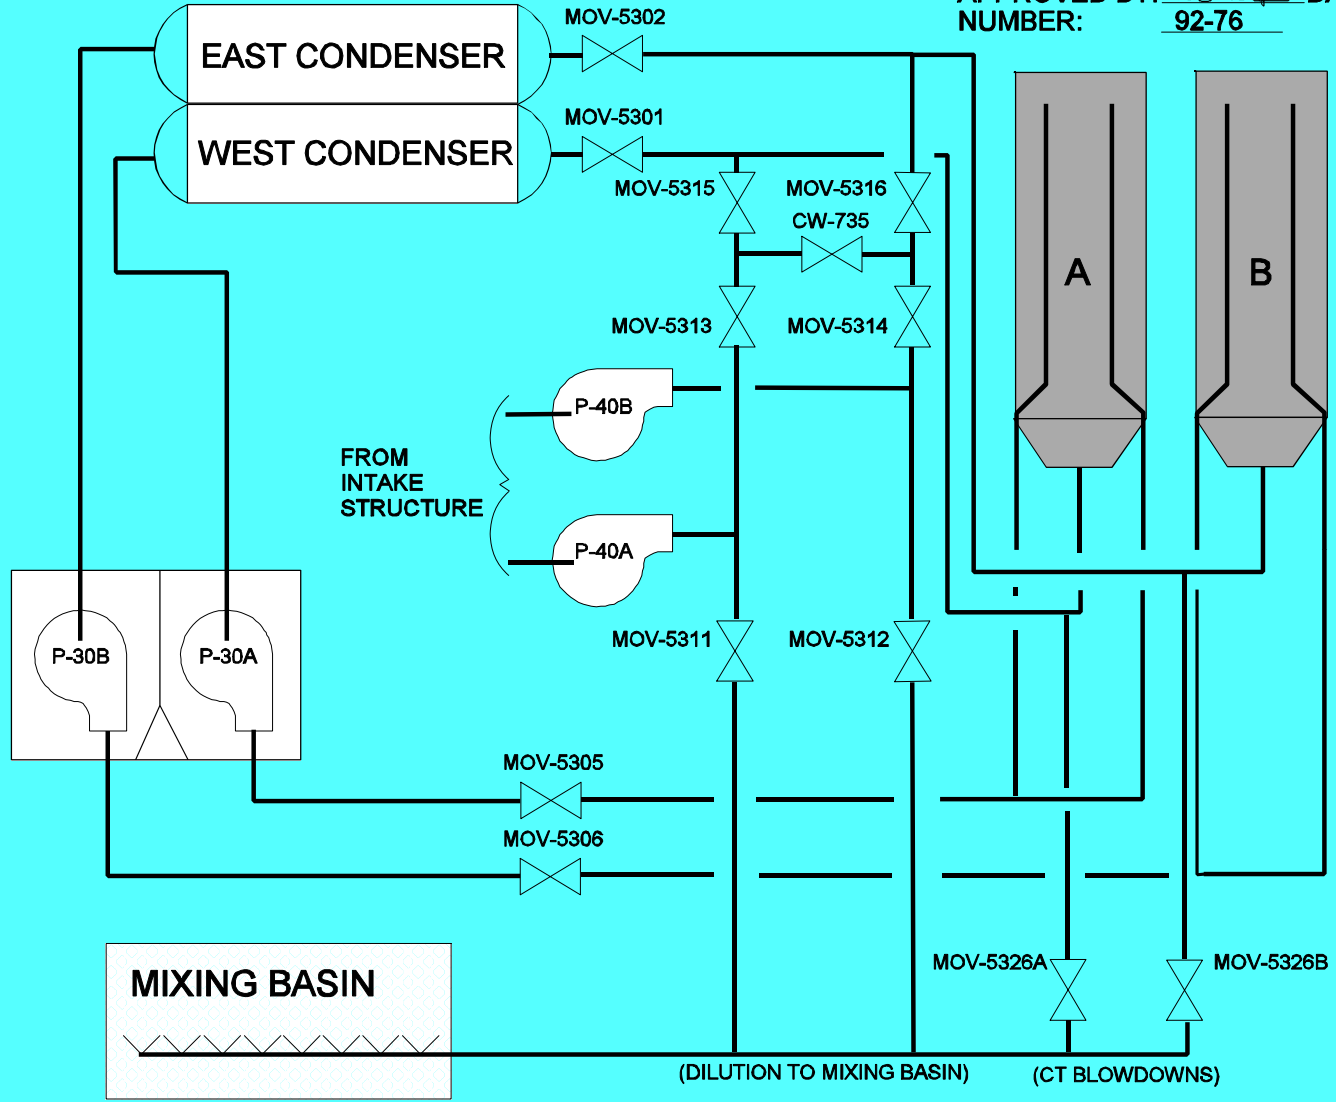 MOV-5302
NUMBER: 92-76
EAST CONDENSER
MOV-5301
WEST CONDENSER
MOV-5315
MOV-5316
CW-735
A
B
MOV-5313
MOV-5314
P-40B
FROM
INTAKE
STRUCTURE
P-40A
MOV-5311
MOV-5312
P-30B
P-30A
MOV-5305
MOV-5306
MOV-5326A
MOV-5326B
MIXING BASIN
(DILUTION TO MIXING BASIN)
(CT BLOWDOWNS)